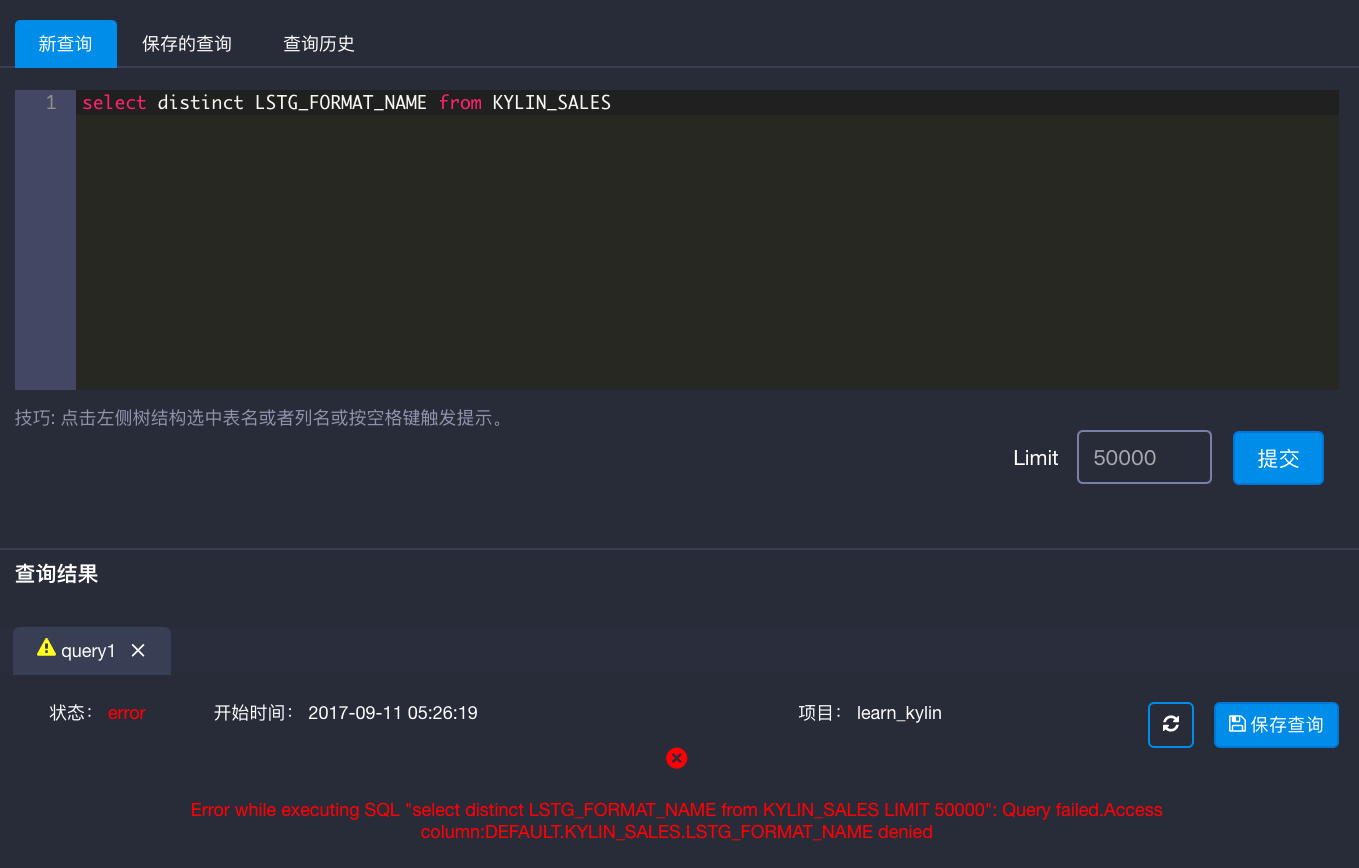 新查询 保存的查询 查询历史
1 select distinct LSTG_FORMAT_NAME from KYLIN_SALES
技巧: 点击左侧树结构选中表名或者列名或按空格键触发提示。
Limit 50000 提交
查询结果
query1
状态： error 开始时间： 2017-09-11 05:26:19 项目： learn_kylin 保存查询
Error while executing SQL "select distinct LSTG_FORMAT_NAME from KYLIN_SALES LIMIT 50000": Query failed.Access
column:DEFAULT.KYLIN_SALES.LSTG_FORMAT_NAME denied